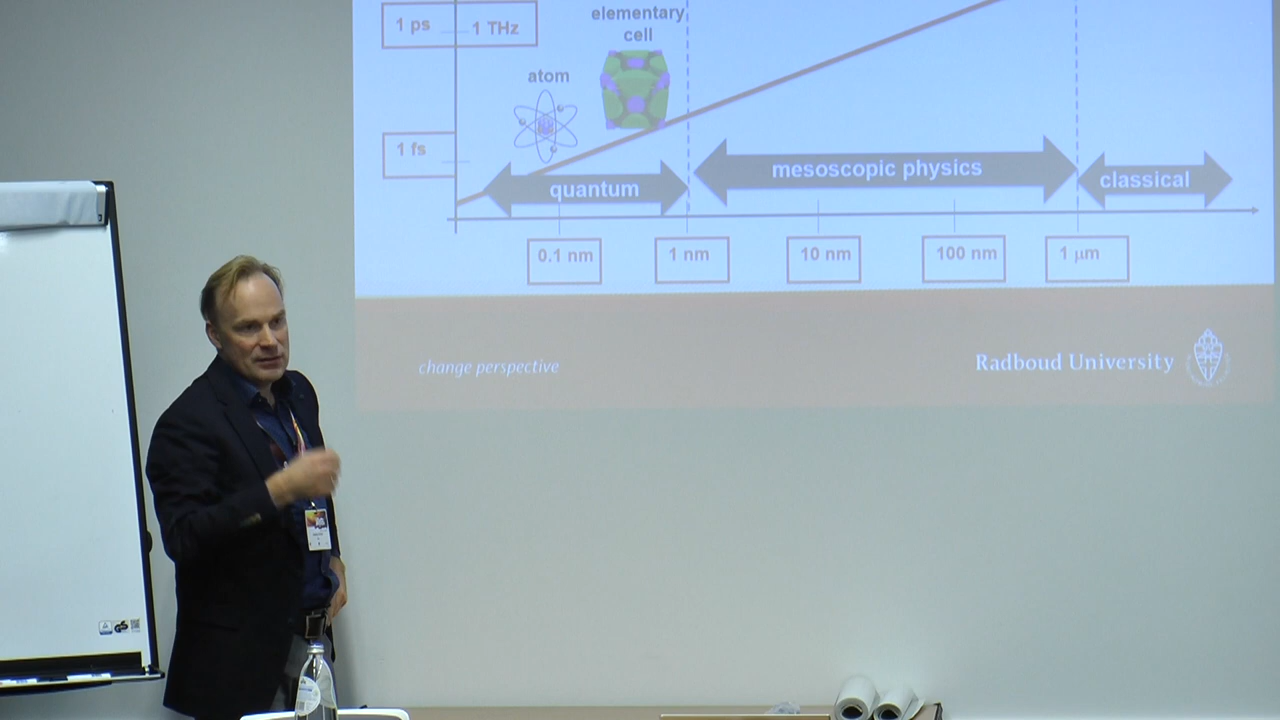 elementary
cell
1 ps
1 THz
atom
1 fs
quantum
mesoscopic physics
classical
0.1 nm
1 nm
10 nm
100 nm
1 μm
change perspective
Radboud University